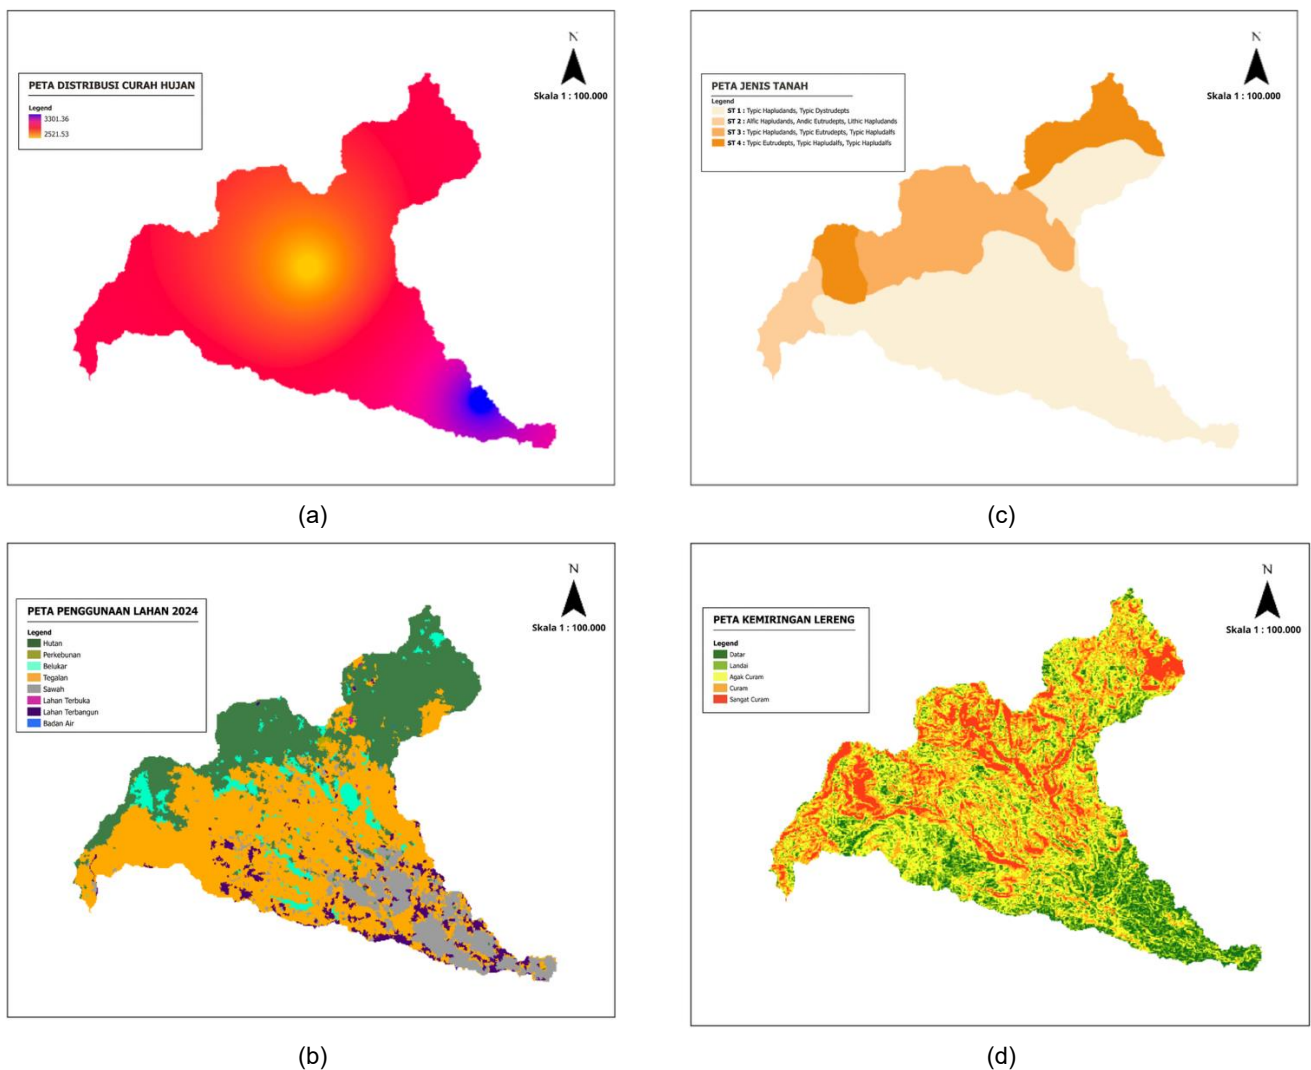 PETA DISTRIBUSI CURAH HUJAN
Legend
3301.36
2521.53
N
Skala 1 : 100.000
(a)
PETA JENIS TANAH
Legend
ST 1 : Typic Hapludands, Typic Dystrudepts
ST 2 : Alfic Hapludands, Andic Eutrudepts, Lithic Hapludands
ST 3 : Typic Hapludands, Typic Eutrudepts, Typic Hapludalfs
ST 4 : Typic Eutrudepts, Typic Hapludalfs, Typic Hapludalfs
N
Skala 1 : 100.000
(c)
PETA PENGGUNAAN LAHAN 2024
Legend
Hutan
Perkebunan
Belukar
Tegalan
Sawah
Lahan Terbuka
Lahan Terbangun
Badan Air
N
Skala 1 : 100.000
(b)
PETA KEMIRINGAN LERENG
Legend
Datar
Landai
Agak Curam
Curam
Sangat Curam
N
Skala 1 : 100.000
(d)